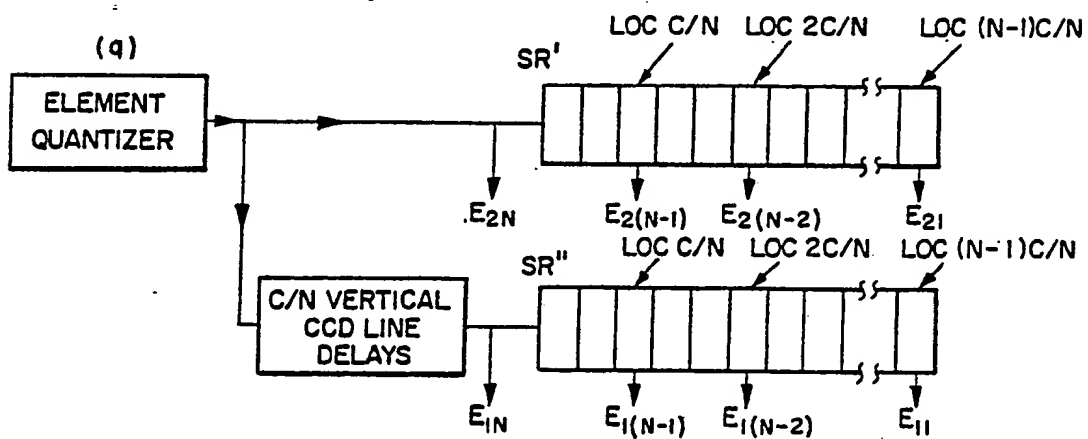 (a)
ELEMENT
QUANTIZER
SR'
LOC C/N
LOC 2C/N
LOC (N-1)C/N
.E2N
E2(N-1)
E2(N-2)
E21
C/N VERTICAL
CCD LINE
DELAYS
SR"
LOC C/N
LOC 2C/N
LOC (N-1)C/N
E1N
E1(N-1)
E1(N-2)
E11